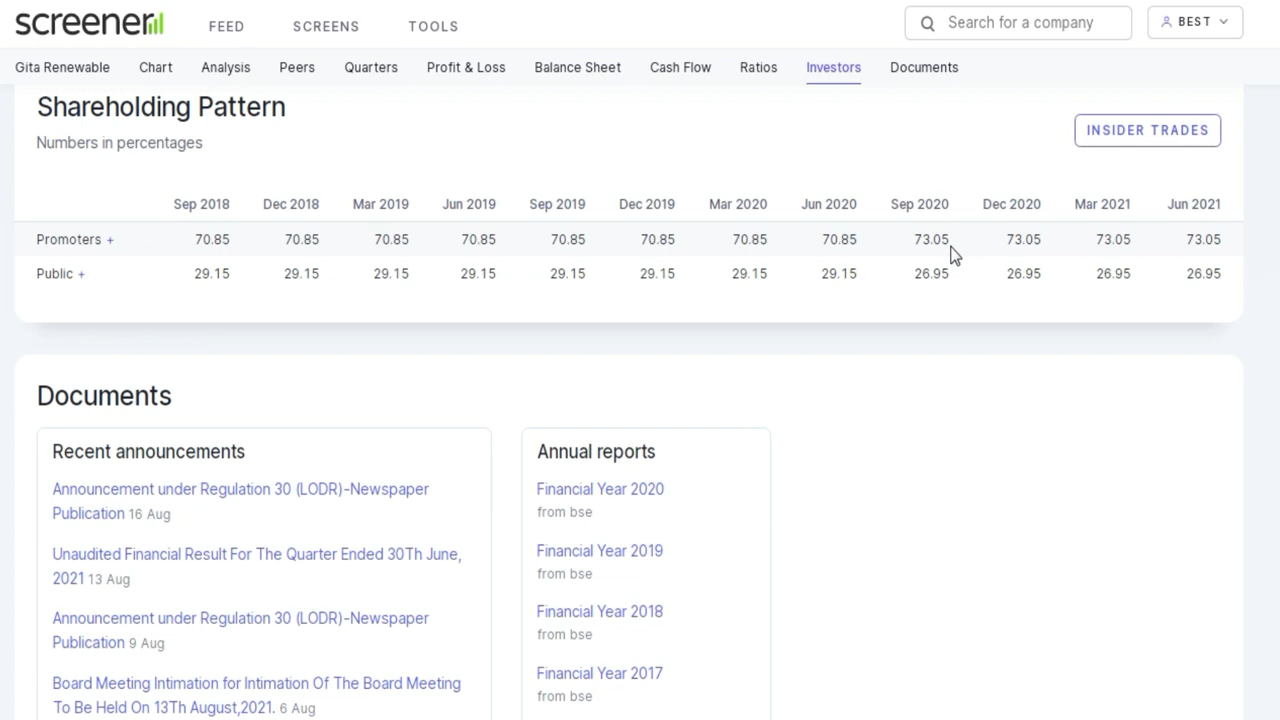 screener
FEED SCREENS TOOLS
Search for a company
BEST
Gita Renewable Chart Analysis Peers Quarters Profit & Loss Balance Sheet Cash Flow Ratios Investors Documents
Shareholding Pattern
Numbers in percentages
INSIDER TRADES
Sep 2018 Dec 2018 Mar 2019 Jun 2019 Sep 2019 Dec 2019 Mar 2020 Jun 2020 Sep 2020 Dec 2020 Mar 2021 Jun 2021
Promoters + 70.85 70.85 70.85 70.85 70.85 70.85 70.85 70.85 73.05 73.05 73.05 73.05
Public + 29.15 29.15 29.15 29.15 29.15 29.15 29.15 29.15 26.95 26.95 26.95 26.95
Documents
Recent announcements
Announcement under Regulation 30 (LODR)-Newspaper
Publication 16 Aug
Unaudited Financial Result For The Quarter Ended 30Th June,
2021 13 Aug
Announcement under Regulation 30 (LODR)-Newspaper
Publication 9 Aug
Board Meeting Intimation for Intimation Of The Board Meeting
To Be Held On 13Th August,2021. 6 Aug
Annual reports
Financial Year 2020
from bse
Financial Year 2019
from bse
Financial Year 2018
from bse
Financial Year 2017
from bse